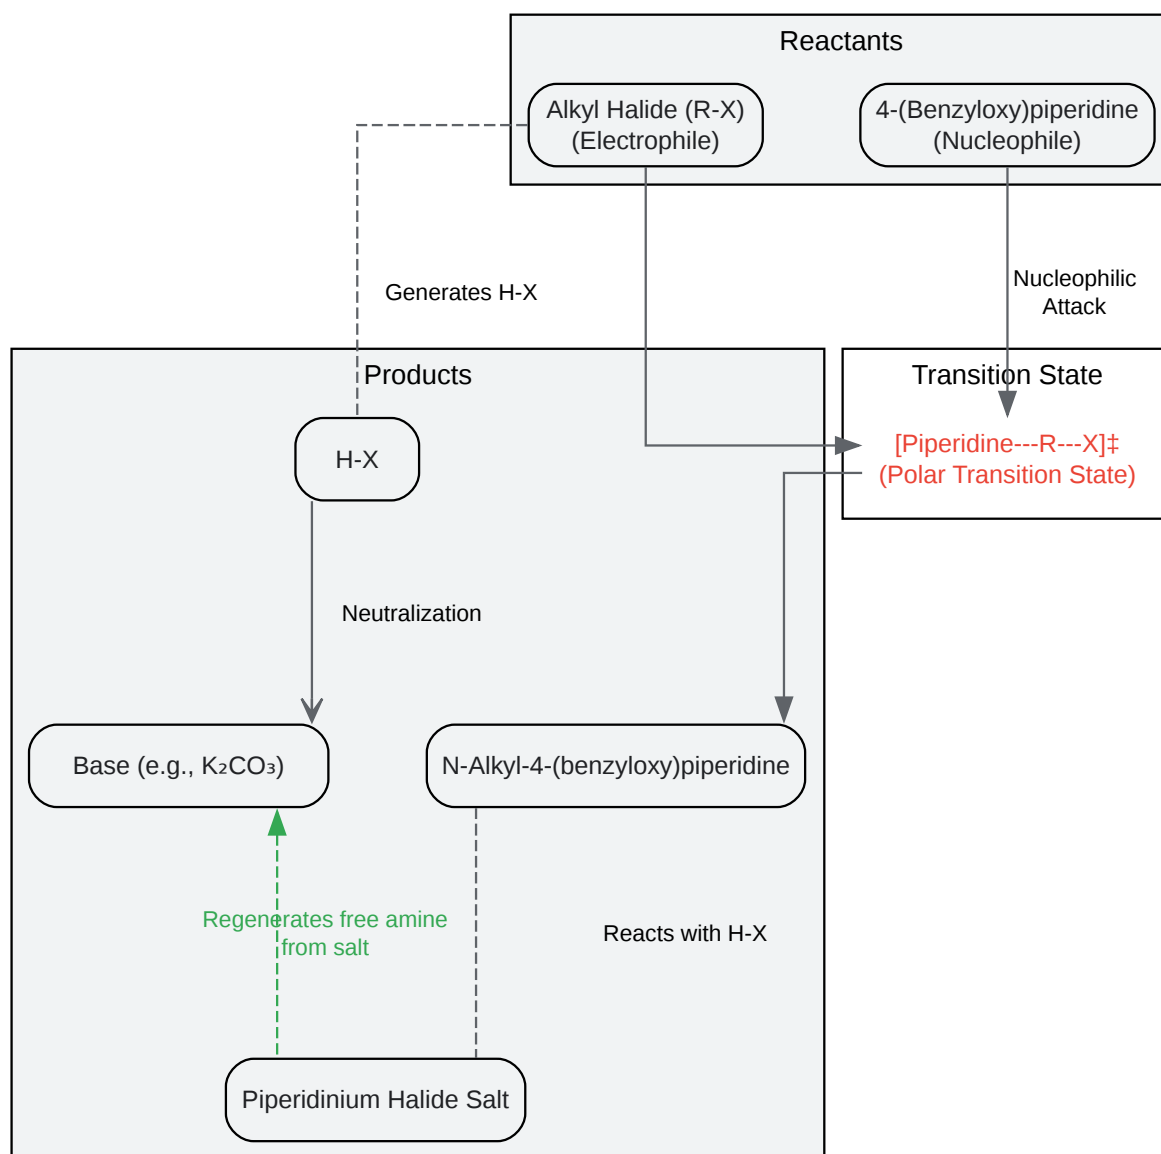 Reactants
Alkyl Halide (R-X)
(Electrophile)
4-(Benzyloxy)piperidine
(Nucleophile)
Generates H-X
Nucleophilic
Attack
Products
Transition State
H-X
[Piperidine---R---X]‡
(Polar Transition State)
Neutralization
Base (e.g., K₂CO₃)
N-Alkyl-4-(benzyloxy)piperidine
Regenerates free amine
from salt
Reacts with H-X
Piperidinium Halide Salt